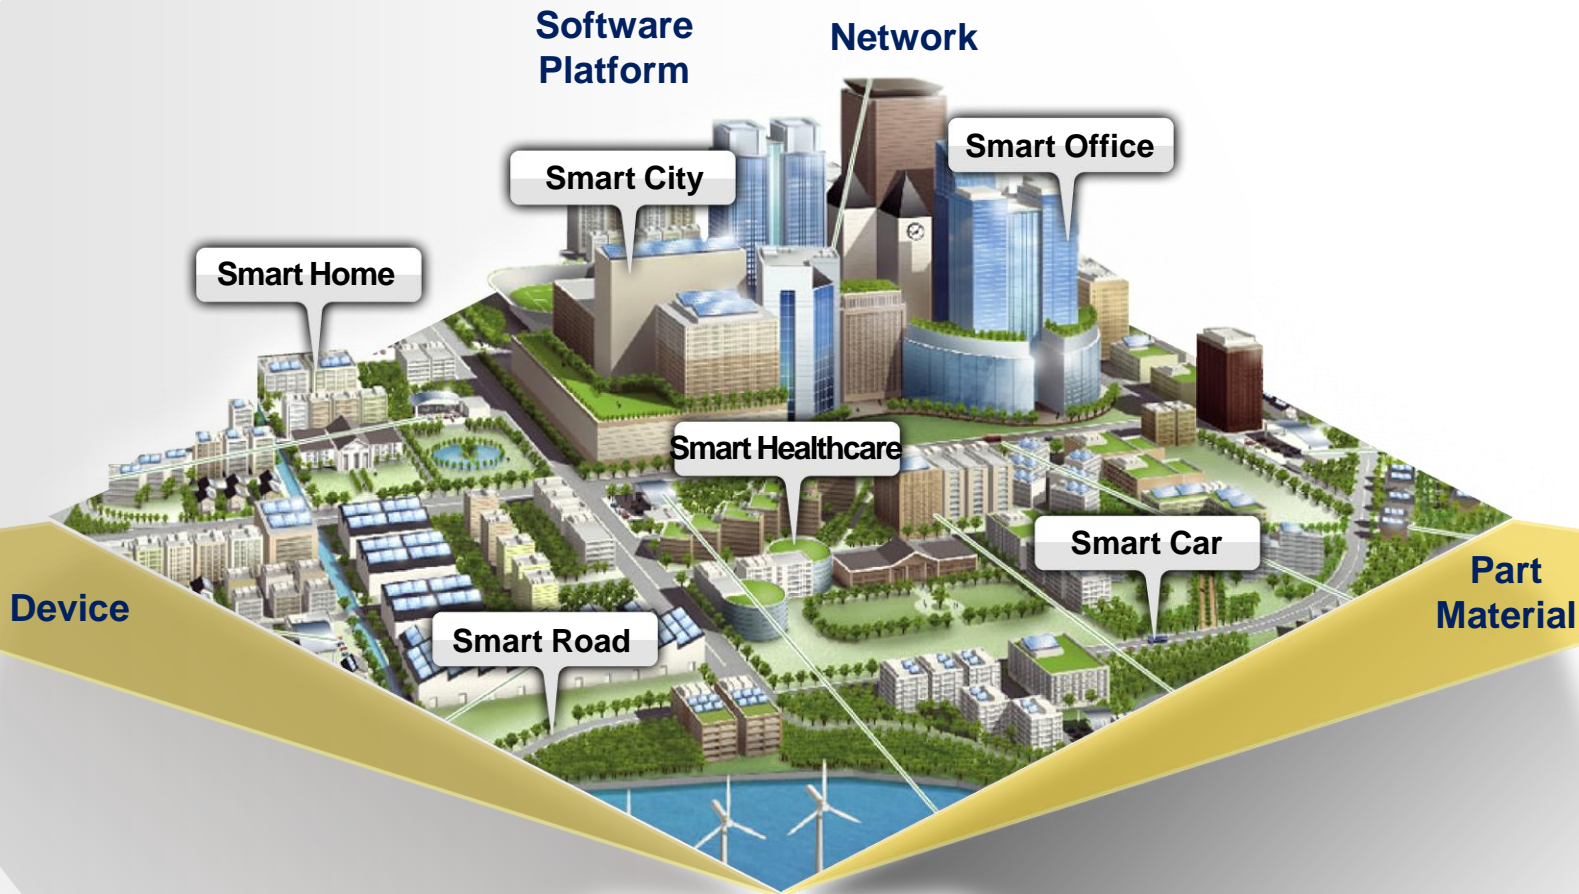 Software
Platform
Network
Smart Office
Smart City
Smart Home
Smart Healthcare
Smart Car
Part
Material
Device
Smart Road